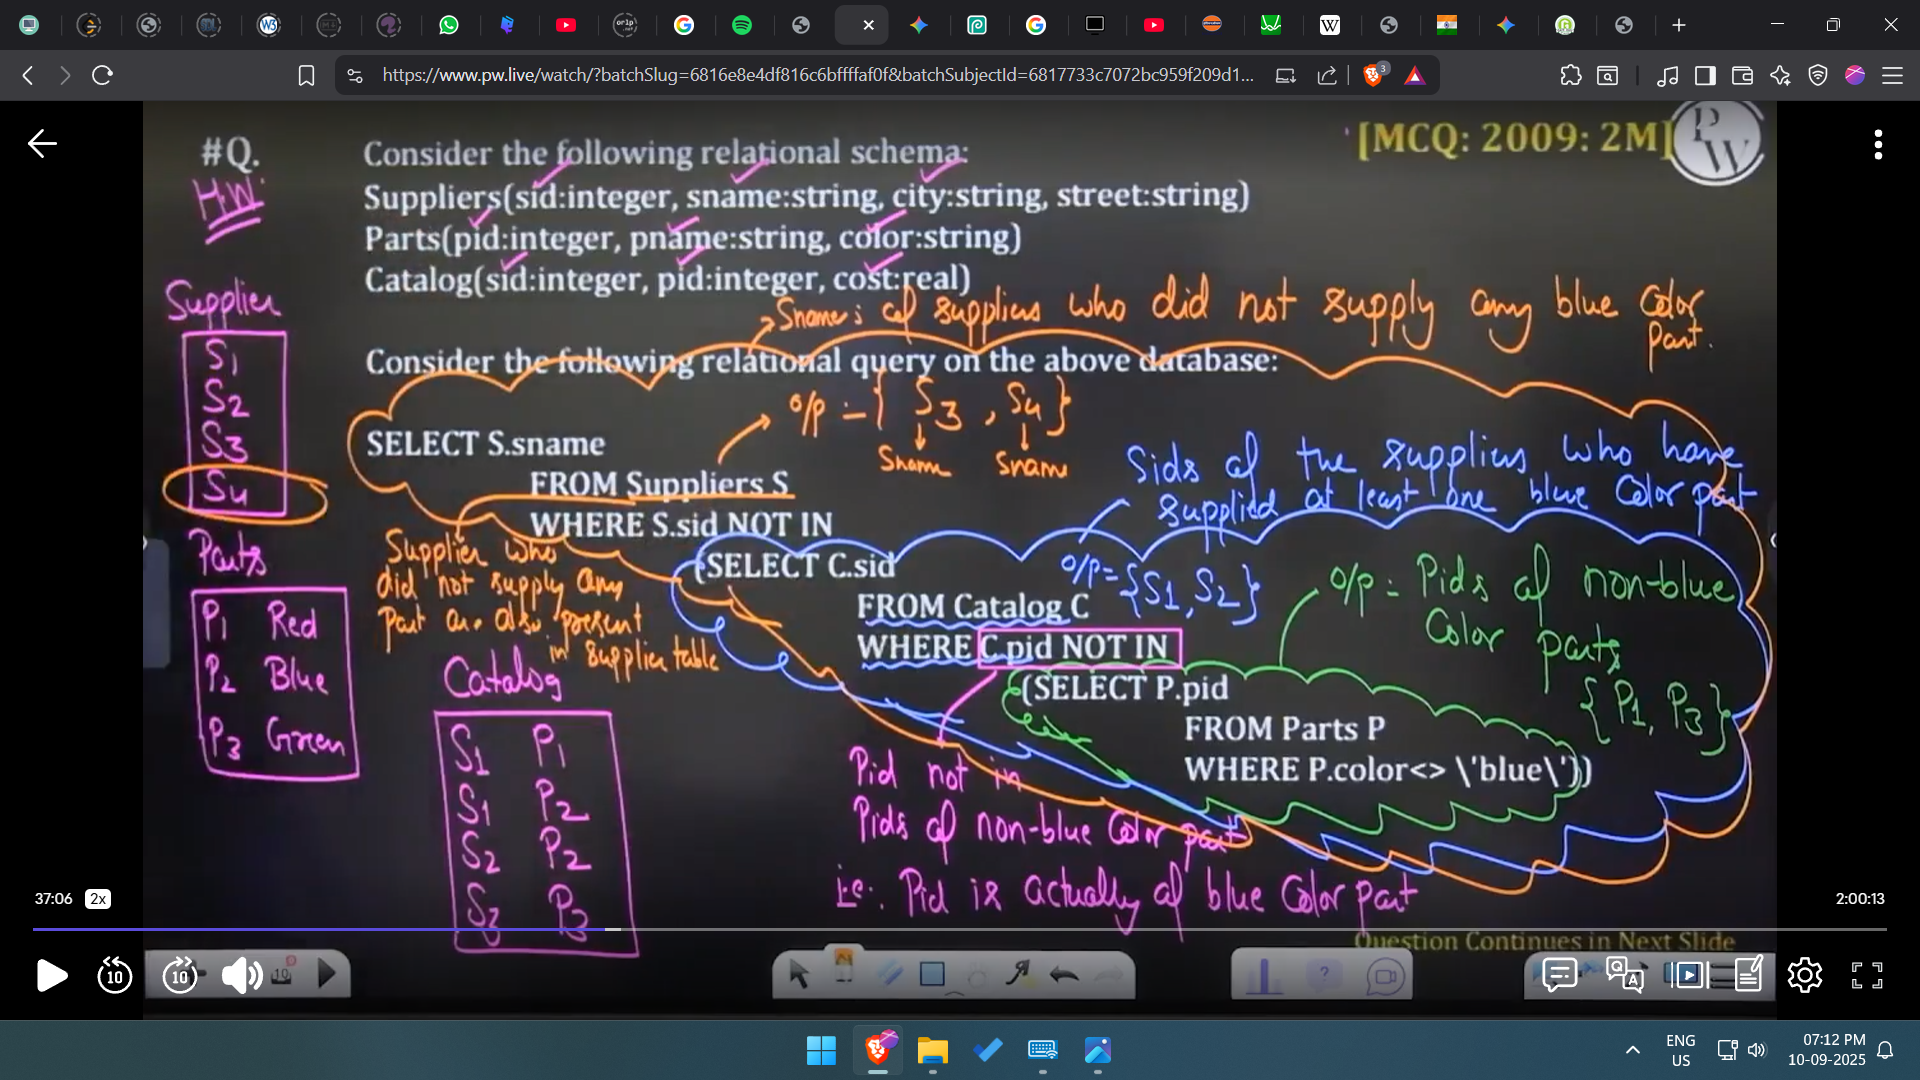 https://www.pw.live/watch/?batchSlug=6816e8e4df816c6bffffaf0f&batchSubjectId=6817733c7072bc959f209d1...
3
#Q.
H.W.
Consider the following relational schema:
[MCQ: 2009: 2M]
PW
Suppliers(sid:integer, sname:string, city:string, street:string)
Parts(pid:integer, pname:string, color:string)
Catalog(sid:integer, pid:integer, cost:real)
Snames of suppliers who did not supply any blue Color
part.
Consider the following relational query on the above database:
Supplier
S1
S2
S3
S4
o/p = { S3 , S4 }
Sname Sname
SELECT S.sname
FROM Suppliers S
WHERE S.sid NOT IN
(SELECT C.sid
FROM Catalog C
WHERE C.pid NOT IN
(SELECT P.pid
FROM Parts P
WHERE P.color<> \'blue\'))
Sids of the suppliers who have
supplied at least one blue Color part
o/p = {S1, S2}
o/p = Pids of non-blue
Color parts
{P1, P3}
Supplier who
did not supply any
part are also present
in supplier table
Parts
P1 Red
P2 Blue
P3 Green
Catalog
S1 P1
S1 P2
S2 P2
S3 P3
Pid not in
Pids of non-blue Color part
i.e: Pid is actually of blue Color part
37:06
2x
2:00:13
Question Continues in Next Slide
10
10
10
ENG
US
07:12 PM
10-09-2025